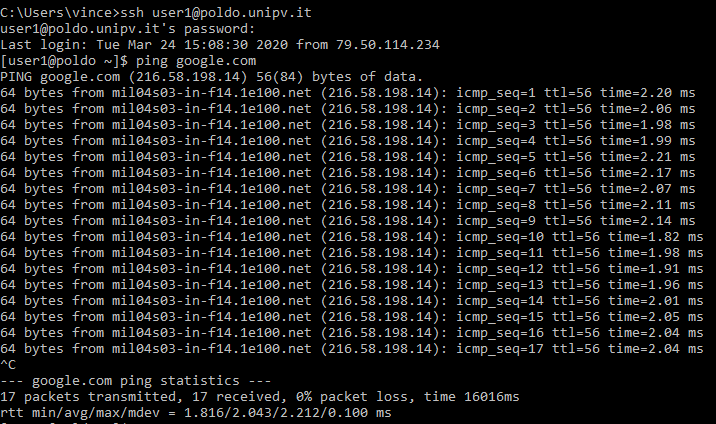 C:\Users\vince>ssh user1@poldo.unipv.it
user1@poldo.unipv.it's password:
Last login: Tue Mar 24 15:08:30 2020 from 79.50.114.234
[user1@poldo ~]$ ping google.com
PING google.com (216.58.198.14) 56(84) bytes of data.
64 bytes from mil04s03-in-f14.1e100.net (216.58.198.14): icmp_seq=1 ttl=56 time=2.20 ms
64 bytes from mil04s03-in-f14.1e100.net (216.58.198.14): icmp_seq=2 ttl=56 time=2.06 ms
64 bytes from mil04s03-in-f14.1e100.net (216.58.198.14): icmp_seq=3 ttl=56 time=1.98 ms
64 bytes from mil04s03-in-f14.1e100.net (216.58.198.14): icmp_seq=4 ttl=56 time=1.99 ms
64 bytes from mil04s03-in-f14.1e100.net (216.58.198.14): icmp_seq=5 ttl=56 time=2.21 ms
64 bytes from mil04s03-in-f14.1e100.net (216.58.198.14): icmp_seq=6 ttl=56 time=2.17 ms
64 bytes from mil04s03-in-f14.1e100.net (216.58.198.14): icmp_seq=7 ttl=56 time=2.07 ms
64 bytes from mil04s03-in-f14.1e100.net (216.58.198.14): icmp_seq=8 ttl=56 time=2.11 ms
64 bytes from mil04s03-in-f14.1e100.net (216.58.198.14): icmp_seq=9 ttl=56 time=2.14 ms
64 bytes from mil04s03-in-f14.1e100.net (216.58.198.14): icmp_seq=10 ttl=56 time=1.82 ms
64 bytes from mil04s03-in-f14.1e100.net (216.58.198.14): icmp_seq=11 ttl=56 time=1.98 ms
64 bytes from mil04s03-in-f14.1e100.net (216.58.198.14): icmp_seq=12 ttl=56 time=1.91 ms
64 bytes from mil04s03-in-f14.1e100.net (216.58.198.14): icmp_seq=13 ttl=56 time=1.96 ms
64 bytes from mil04s03-in-f14.1e100.net (216.58.198.14): icmp_seq=14 ttl=56 time=2.01 ms
64 bytes from mil04s03-in-f14.1e100.net (216.58.198.14): icmp_seq=15 ttl=56 time=2.05 ms
64 bytes from mil04s03-in-f14.1e100.net (216.58.198.14): icmp_seq=16 ttl=56 time=2.04 ms
64 bytes from mil04s03-in-f14.1e100.net (216.58.198.14): icmp_seq=17 ttl=56 time=2.04 ms
^C
--- google.com ping statistics ---
17 packets transmitted, 17 received, 0% packet loss, time 16016ms
rtt min/avg/max/mdev = 1.816/2.043/2.212/0.100 ms